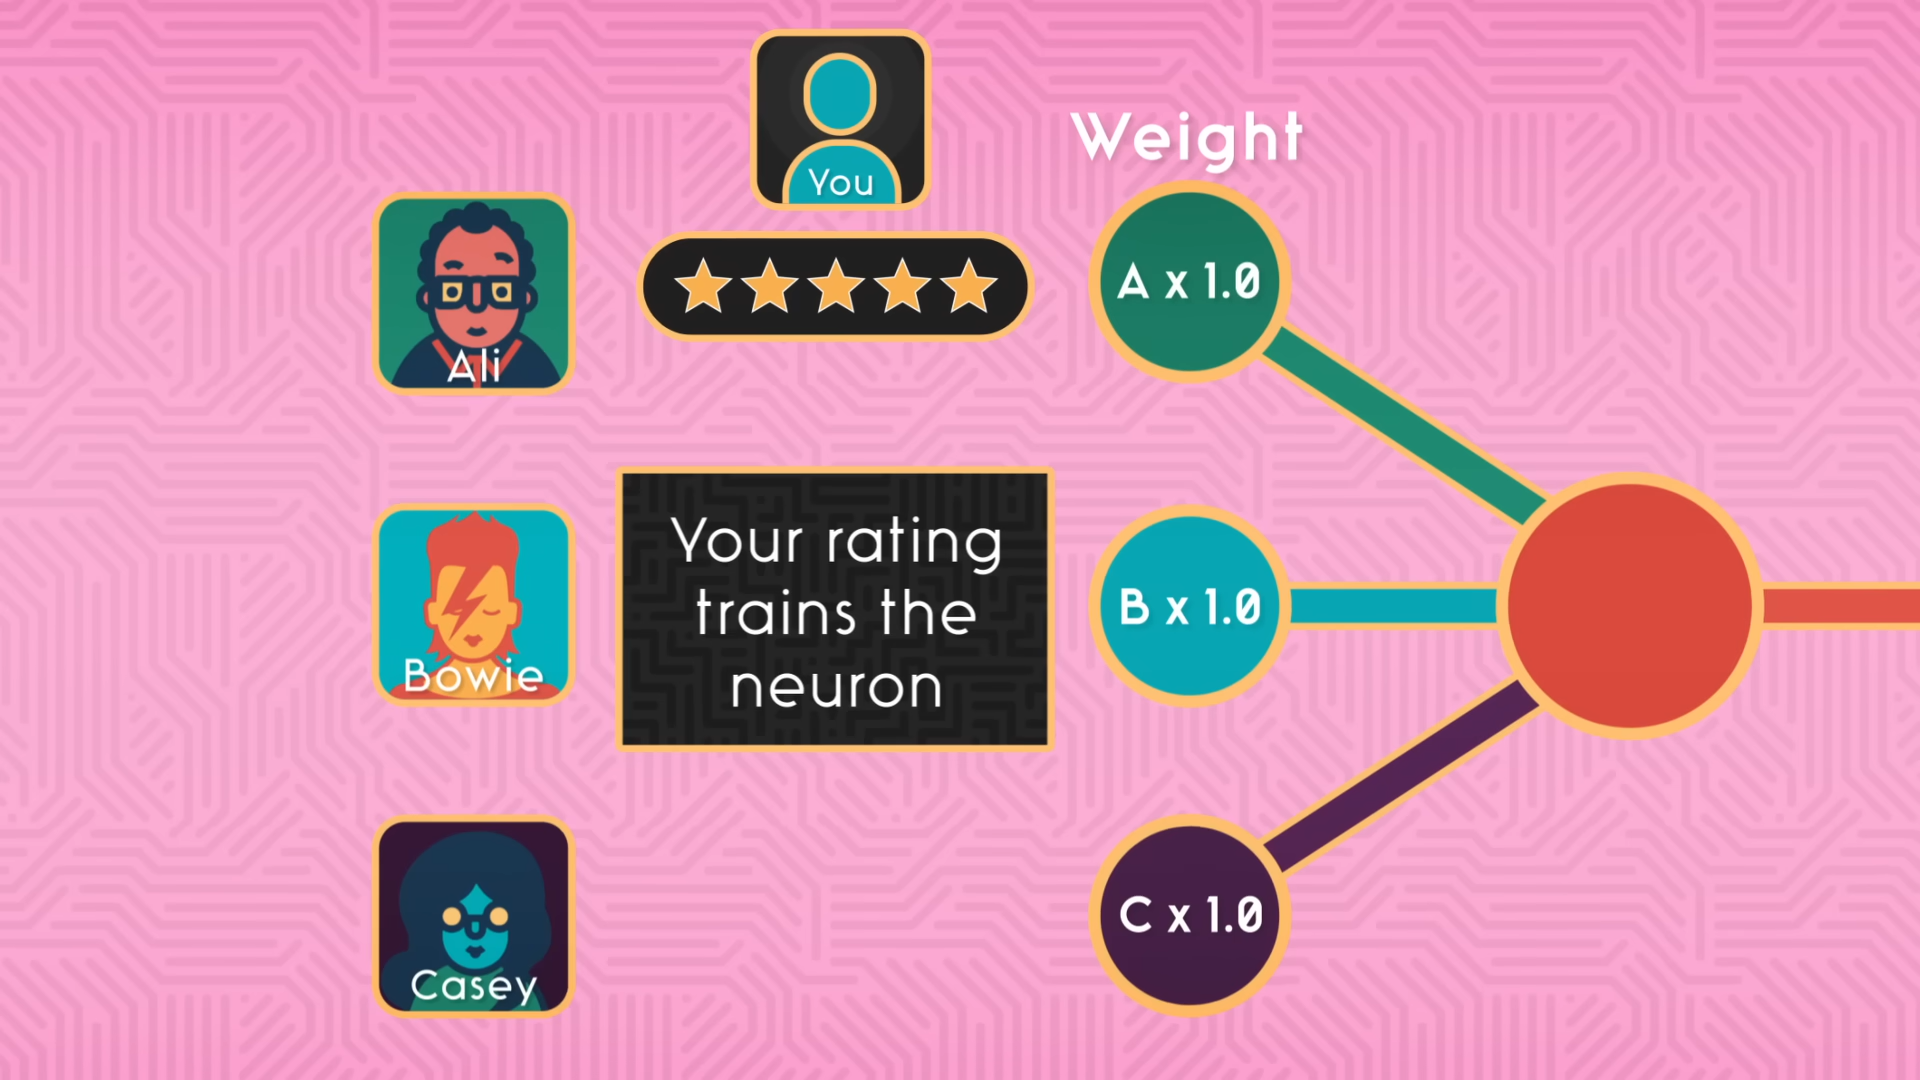 You
Weight
Ali
A x 1.0
Your rating
trains the
neuron
Bowie
B x 1.0
Casey
C x 1.0